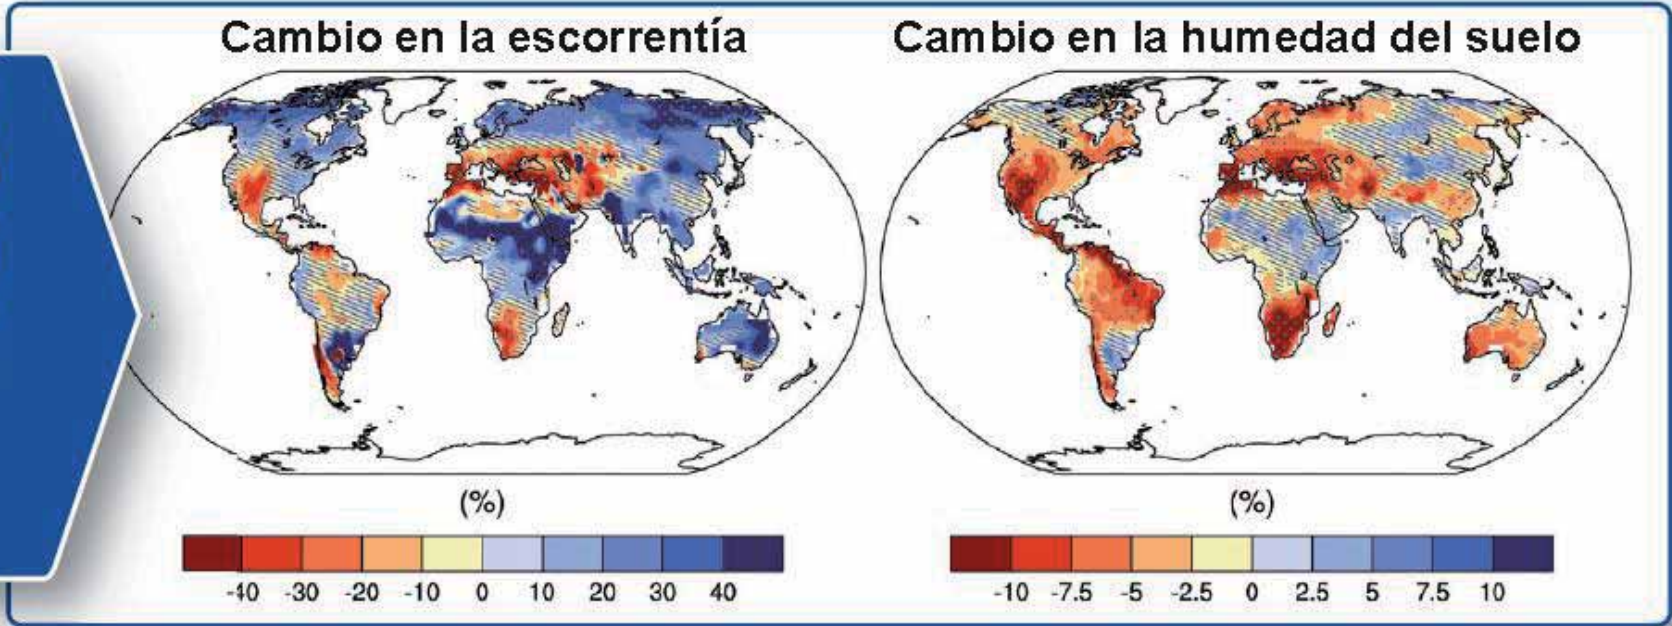 Cambio en la escorrentía
Cambio en la humedad del suelo
(%)
-40 -30 -20 -10 0 10 20 30 40
(%)
-10 -7.5 -5 -2.5 0 2.5 5 7.5 10